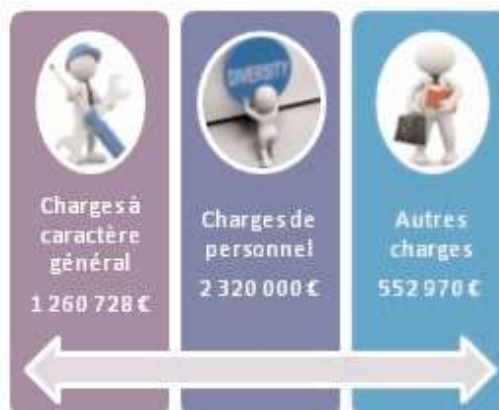 Charges à
caractère
général
1 260 728 €
DIVERSITY
Charges de
personnel
2 320 000 €
Autres
charges
552 970 €